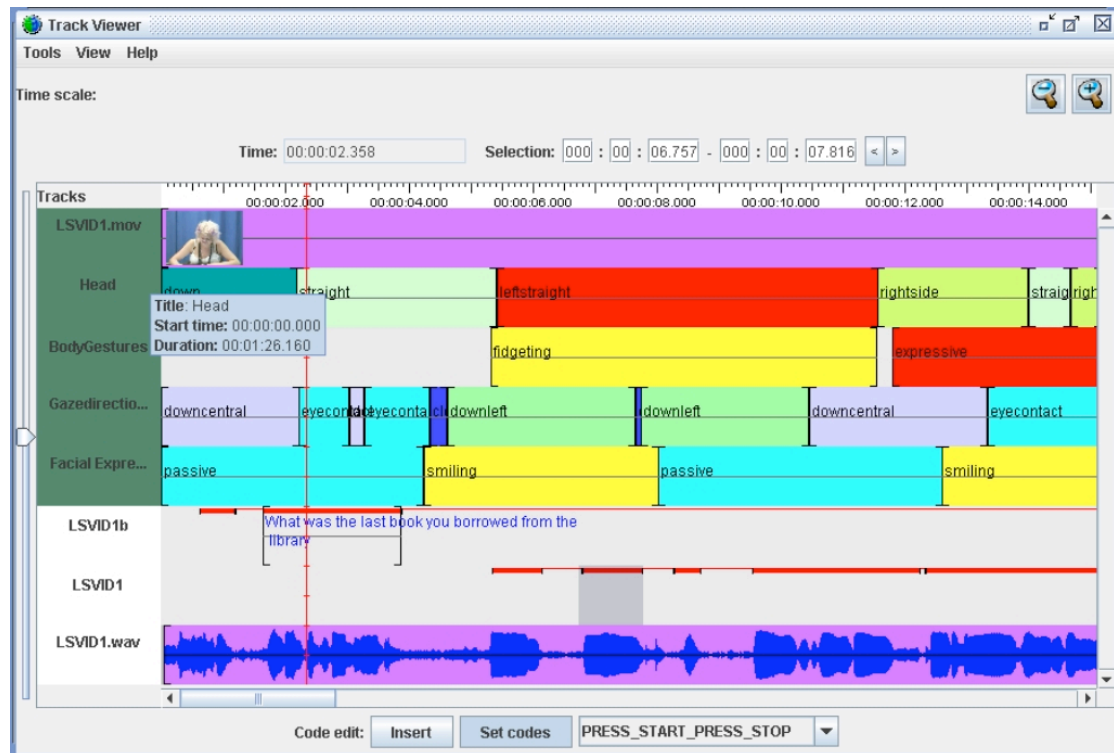 Track Viewer
Tools View Help
Time scale:
Time: 00:00:02.358 Selection: 000 : 00 : 06.757 - 000 : 00 : 07.816 < >
Tracks
00:00:02.000 00:00:04.000 00:00:06.000 00:00:08.000 00:00:10.000 00:00:12.000 00:00:14.000
LSVID1.mov
Head
down straight leftstraight rightside straig righ
Title: Head
Start time: 00:00:00.000
Duration: 00:01:26.160
BodyGestures
fidgeting expressive
Gazedirectio...
downcentral eyecontac eyeconta cl downleft downleft downcentral eyecontact
Facial Expre...
passive smiling passive smiling
LSVID1b
What was the last book you borrowed from the
library
LSVID1
LSVID1.wav
Code edit: Insert Set codes PRESS_START_PRESS_STOP